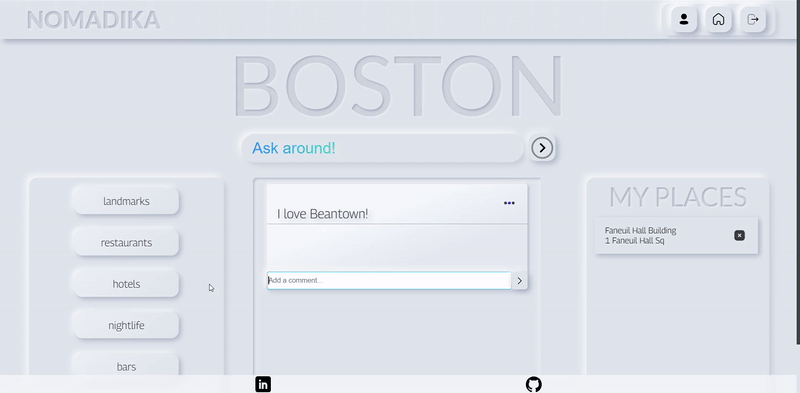 NOMADIKA
BOSTON
Ask around!
landmarks
restaurants
hotels
nightlife
bars
I love Beantown!
Add a comment...
MY PLACES
Faneuil Hall Building
1 Faneuil Hall Sq
in